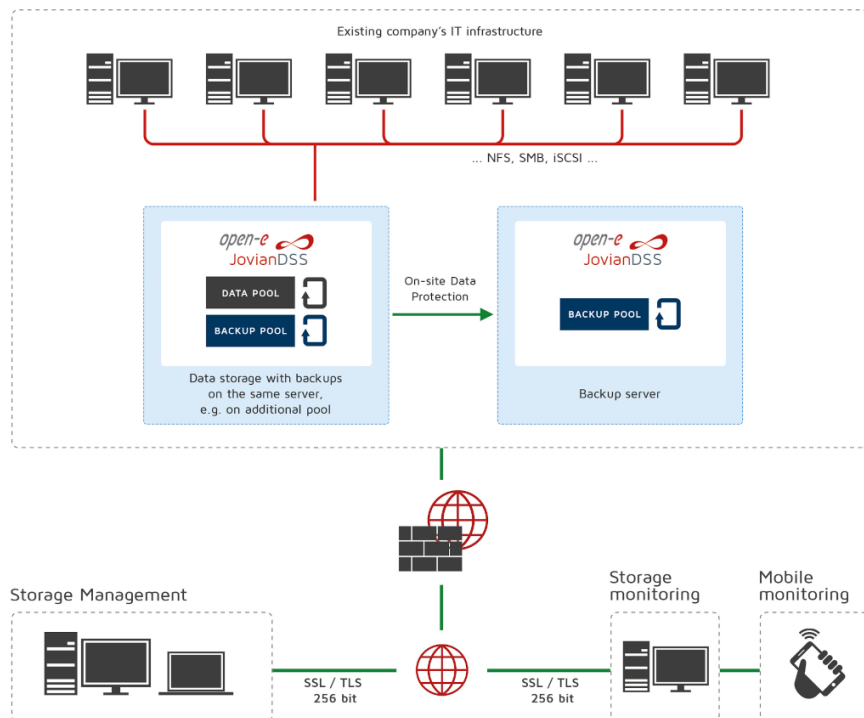 Existing company's IT infrastructure
... NFS, SMB, iSCSI ...
open-e
JovianDSS
DATA POOL
BACKUP POOL
Data storage with backups
on the same server,
e.g. on additional pool
On-site Data
Protection
open-e
JovianDSS
BACKUP POOL
Backup server
Storage Management
SSL / TLS
256 bit
SSL / TLS
256 bit
Storage
monitoring
Mobile
monitoring